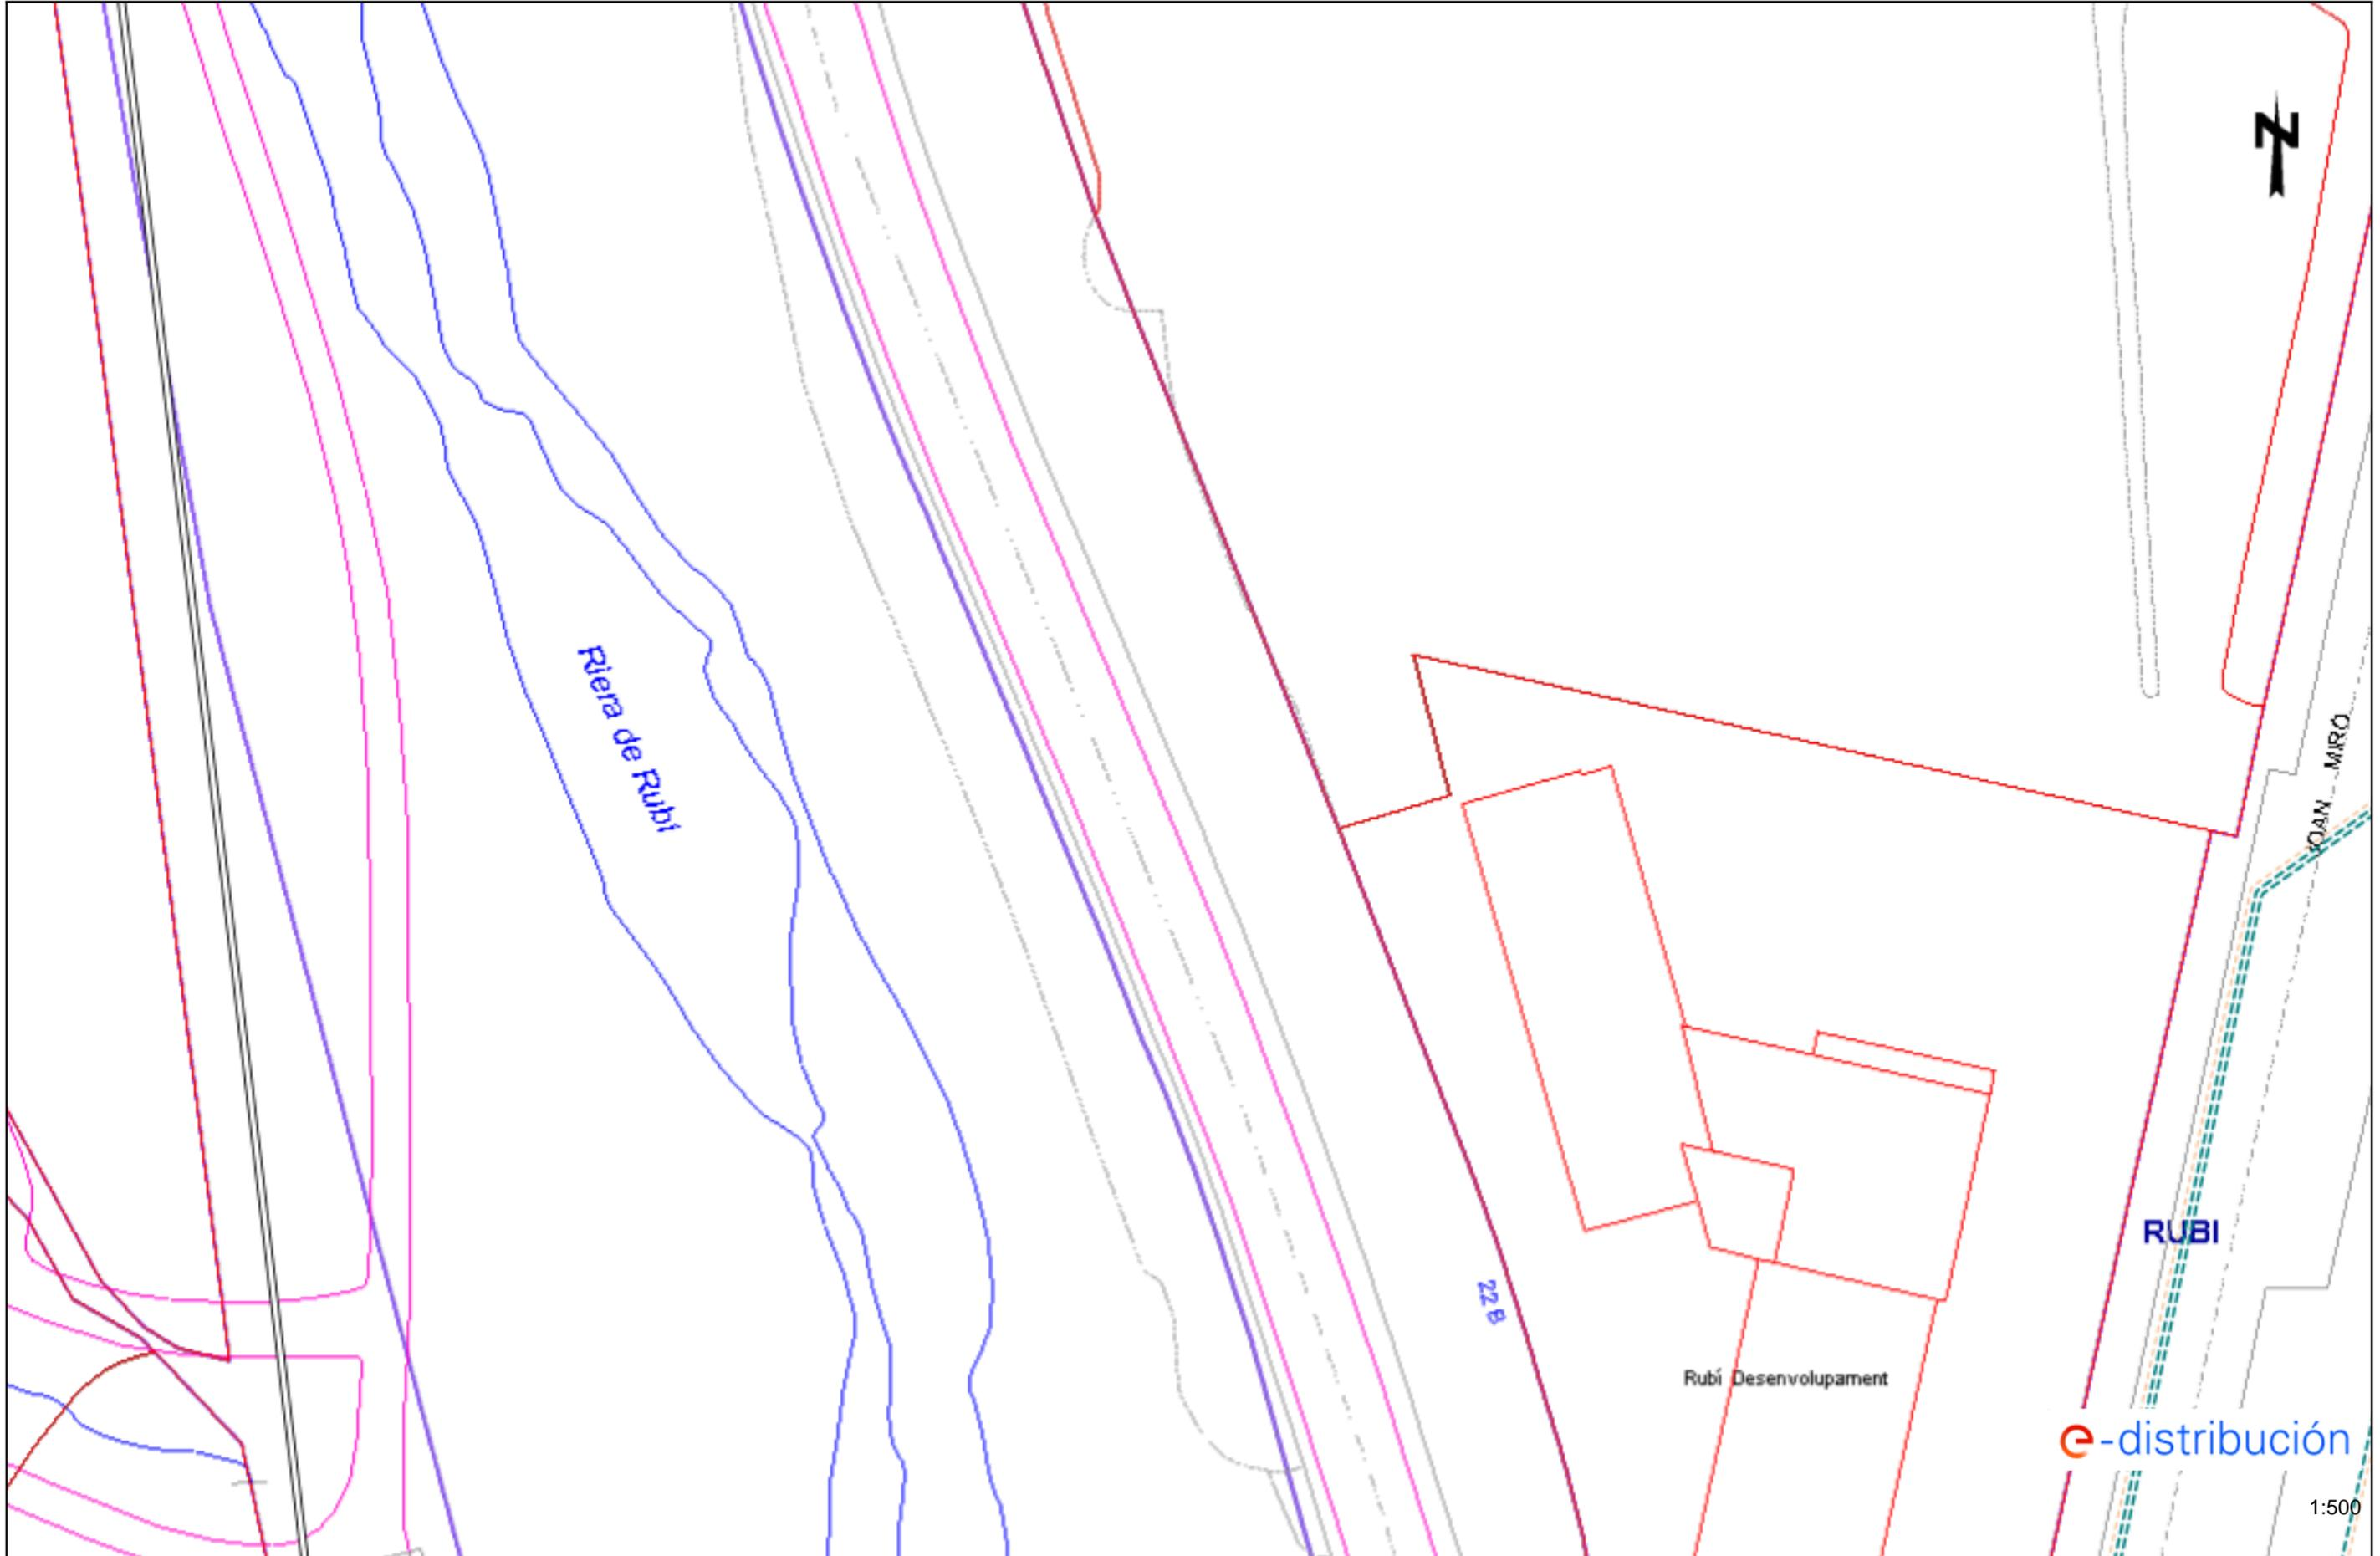 N
Riera de Rubí
JOAN MIRO
RUBI
22 B
Rubí Desenvolupament
e-distribución
1:500